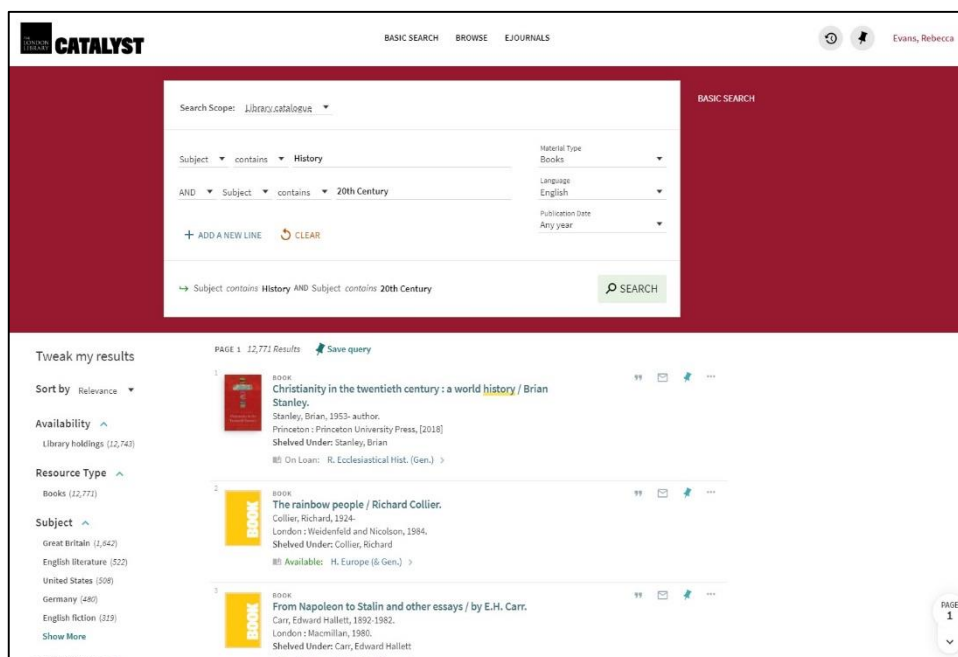 THE LONDON LIBRARY CATALYST
BASIC SEARCH BROWSE EJOURNALS
Evans, Rebecca
BASIC SEARCH
Search Scope: Library catalogue
Subject contains History
AND Subject contains 20th Century
Material Type
Books
Language
English
Publication Date
Any year
+ ADD A NEW LINE CLEAR
Subject contains History AND Subject contains 20th Century
SEARCH
Tweak my results
Sort by Relevance
Availability
Library holdings (12,743)
Resource Type
Books (12,771)
Subject
Great Britain (1,642)
English literature (522)
United States (508)
Germany (480)
English fiction (319)
Show More
PAGE 1 12,771 Results Save query
1
BOOK
Christianity in the twentieth century : a world history / Brian
Stanley.
Stanley, Brian, 1953- author.
Princeton : Princeton University Press, [2018]
Shelved Under: Stanley, Brian
On Loan: R. Ecclesiastical Hist. (Gen.) >
2
BOOK
BOOK
The rainbow people / Richard Collier.
Collier, Richard, 1924-
London : Weidenfeld and Nicolson, 1984.
Shelved Under: Collier, Richard
Available: H. Europe (& Gen.) >
3
BOOK
BOOK
From Napoleon to Stalin and other essays / by E.H. Carr.
Carr, Edward Hallett, 1892-1982.
London : Macmillan, 1980.
Shelved Under: Carr, Edward Hallett
PAGE
1